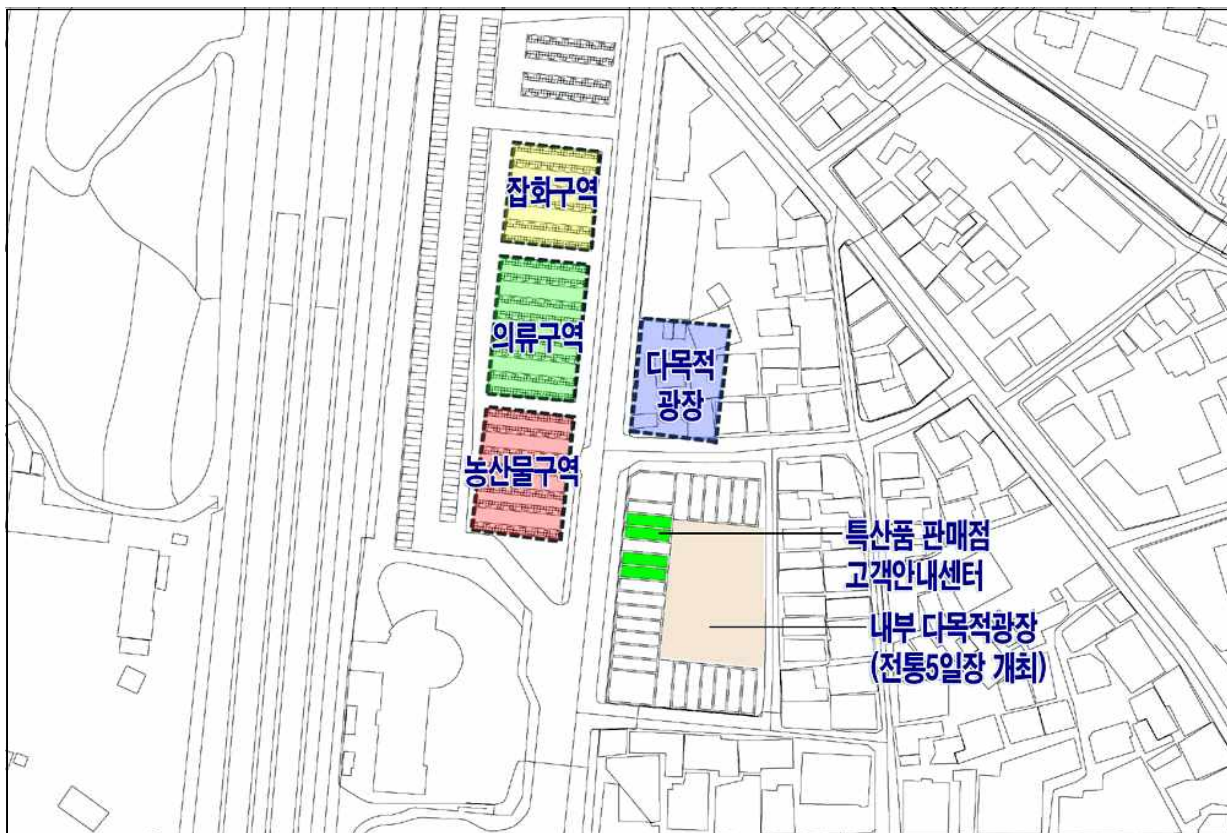 잡화구역
의류구역
다목적
광장
농산물구역
특산품 판매점
고객안내센터
내부 다목적광장
(전통5일장 개최)